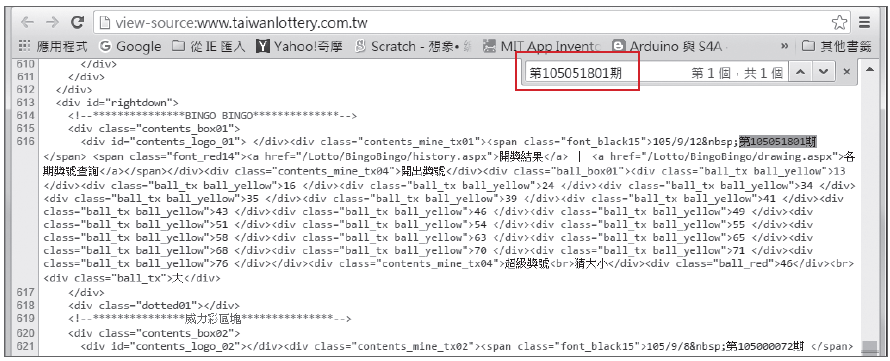 view-source:www.taiwanlottery.com.tw
應用程式 Google 從 IE 匯入 Yahoo!奇摩 Scratch - 想象• MIT App Invento Arduino 與 S4A » 其他書籤
第105051801期 第 1 個，共 1 個
610 </div>
611 </div>
612 </div>
613 <div id="rightdown">
614 <!--***************BINGO BINGO**************-->
615 <div class="contents_box01">
616 <div id="contents_logo_01"> </div><div class="contents_mine_tx01"><span class="font_black15">105/9/12&nbsp;第105051801期
</span> <span class="font_red14"><a href="/Lotto/BingoBingo/history.aspx">開獎結果</a> | <a href="/Lotto/BingoBingo/drawing.aspx">各
期獎號查詢</a></span></div><div class="contents_mine_tx04">開出獎號</div><div class="ball_box01"><div class="ball_tx ball_yellow">13
</div><div class="ball_tx ball_yellow">16 </div><div class="ball_tx ball_yellow">24 </div><div class="ball_tx ball_yellow">34 </div>
<div class="ball_tx ball_yellow">35 </div><div class="ball_tx ball_yellow">39 </div><div class="ball_tx ball_yellow">41 </div><div
class="ball_tx ball_yellow">43 </div><div class="ball_tx ball_yellow">46 </div><div class="ball_tx ball_yellow">49 </div><div
class="ball_tx ball_yellow">51 </div><div class="ball_tx ball_yellow">54 </div><div class="ball_tx ball_yellow">55 </div><div
class="ball_tx ball_yellow">58 </div><div class="ball_tx ball_yellow">63 </div><div class="ball_tx ball_yellow">65 </div><div
class="ball_tx ball_yellow">68 </div><div class="ball_tx ball_yellow">70 </div><div class="ball_tx ball_yellow">71 </div><div
class="ball_tx ball_yellow">76 </div></div><div class="contents_mine_tx04">超級獎號<br>猜大小</div><div class="ball_red">46</div><br>
<div class="ball_tx">大</div>
617 </div>
618 <div class="dotted01"></div>
619 <!--***************威力彩區塊***************-->
620 <div class="contents_box02">
621 <div id="contents_logo_02"></div><div class="contents_mine_tx02"><span class="font_black15">105/9/8&nbsp;第105000072期 </span>